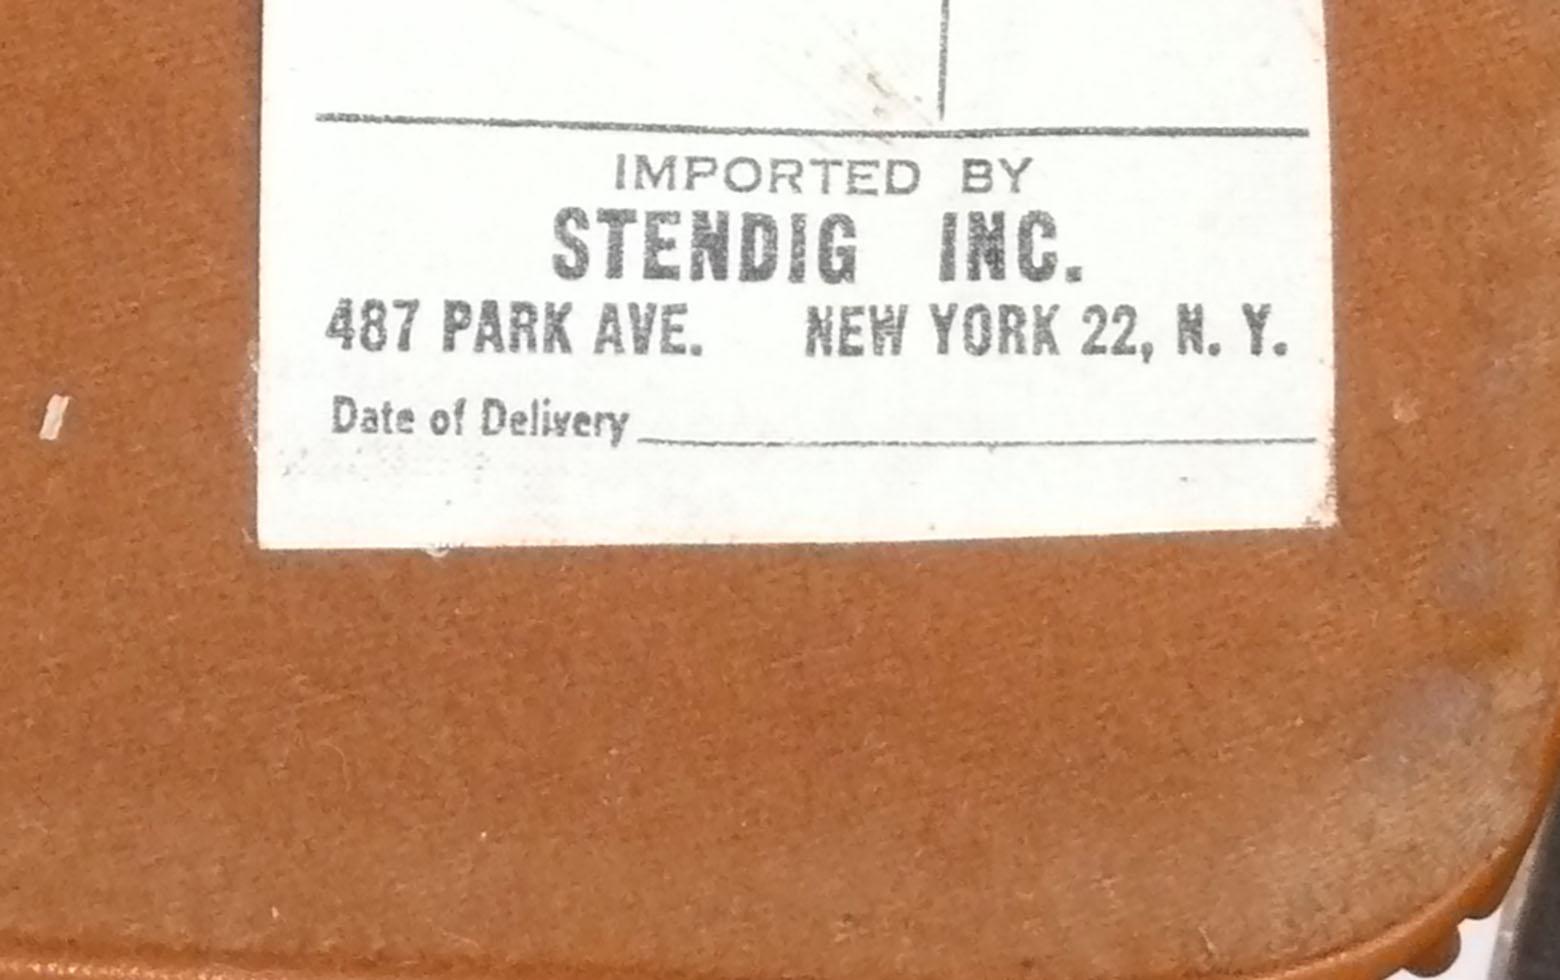 IMPORTED BY
STENDIG INC.
487 PARK AVE. NEW YORK 22, N. Y.
Date of Delivery